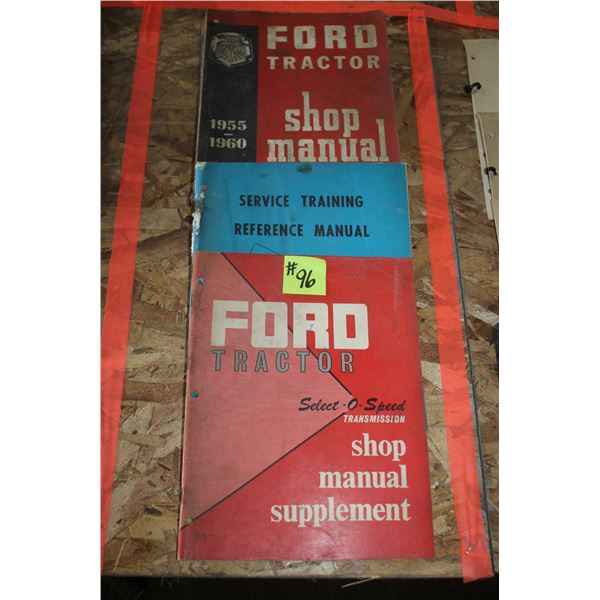 FORD
TRACTOR
1955
-
1960
shop
manual
SERVICE TRAINING
REFERENCE MANUAL
#96
FORD
TRACTOR
Select-O-Speed
TRANSMISSION
shop
manual
supplement